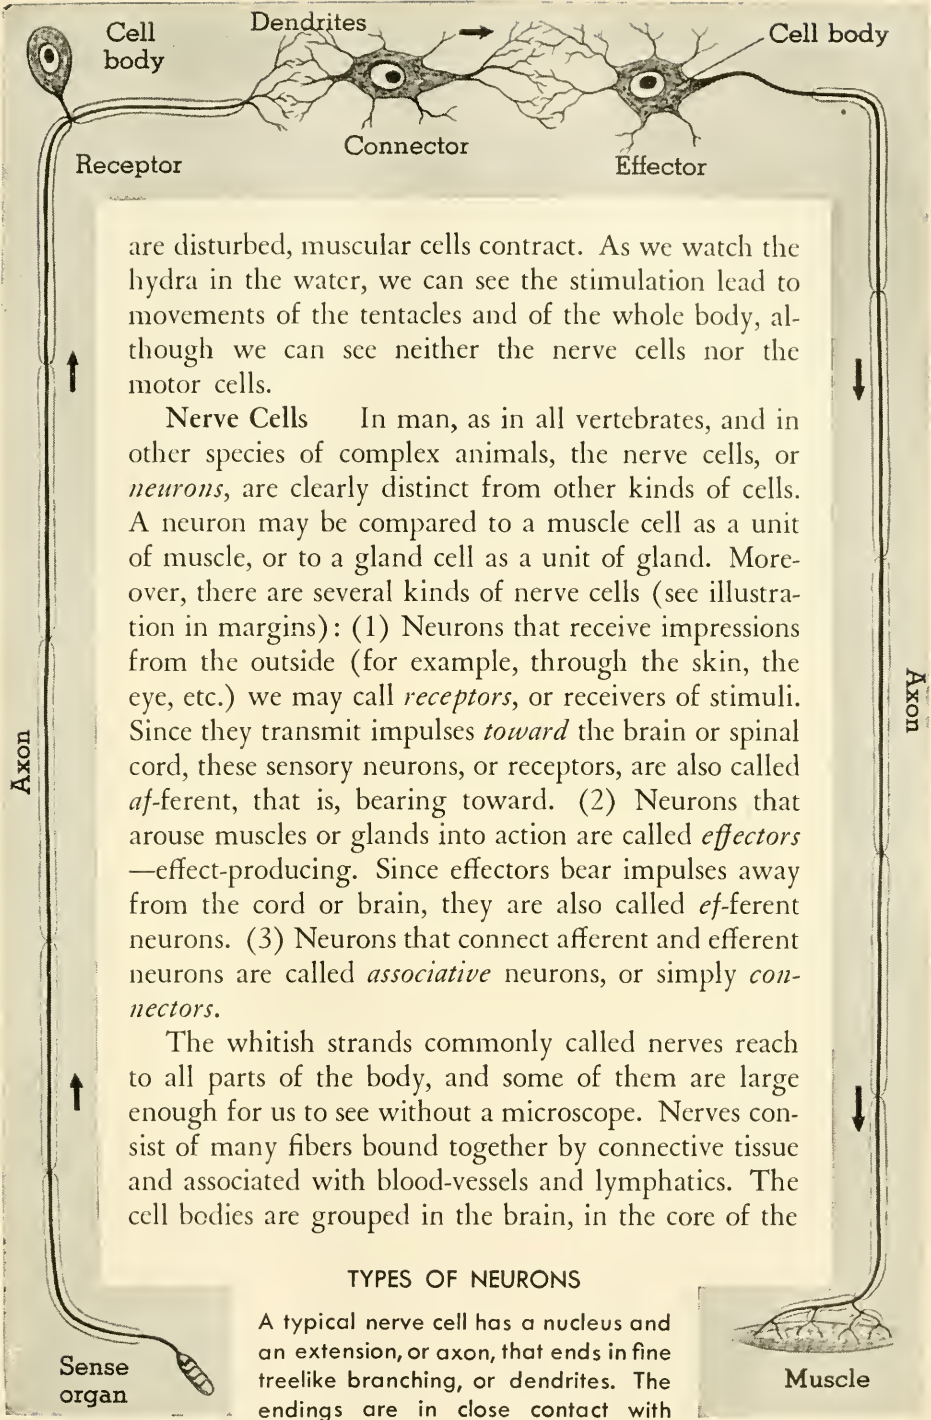 Dendrites
Cell
body
Cell body
Connector
Receptor
Effector
are disturbed, muscular cells contract. As we watch the
hydra in the water, we can see the stimulation lead to
movements of the tentacles and of the whole body, al-
though we can see neither the nerve cells nor the
motor cells.
Nerve Cells In man, as in all vertebrates, and in
other species of complex animals, the nerve cells, or
neurons, are clearly distinct from other kinds of cells.
A neuron may be compared to a muscle cell as a unit
of muscle, or to a gland cell as a unit of gland. More-
over, there are several kinds of nerve cells (see illustra-
tion in margins): (1) Neurons that receive impressions
from the outside (for example, through the skin, the
eye, etc.) we may call receptors, or receivers of stimuli.
Since they transmit impulses toward the brain or spinal
cord, these sensory neurons, or receptors, are also called
af-ferent, that is, bearing toward. (2) Neurons that
arouse muscles or glands into action are called effectors
—effect-producing. Since effectors bear impulses away
from the cord or brain, they are also called ef-ferent
neurons. (3) Neurons that connect afferent and efferent
neurons are called associative neurons, or simply con-
nectors.
The whitish strands commonly called nerves reach
to all parts of the body, and some of them are large
enough for us to see without a microscope. Nerves con-
sist of many fibers bound together by connective tissue
and associated with blood-vessels and lymphatics. The
cell bodies are grouped in the brain, in the core of the
Axon
Axon
TYPES OF NEURONS
A typical nerve cell has a nucleus and
an extension, or axon, that ends in fine
treelike branching, or dendrites. The
endings are in close contact with
Sense
organ
Muscle